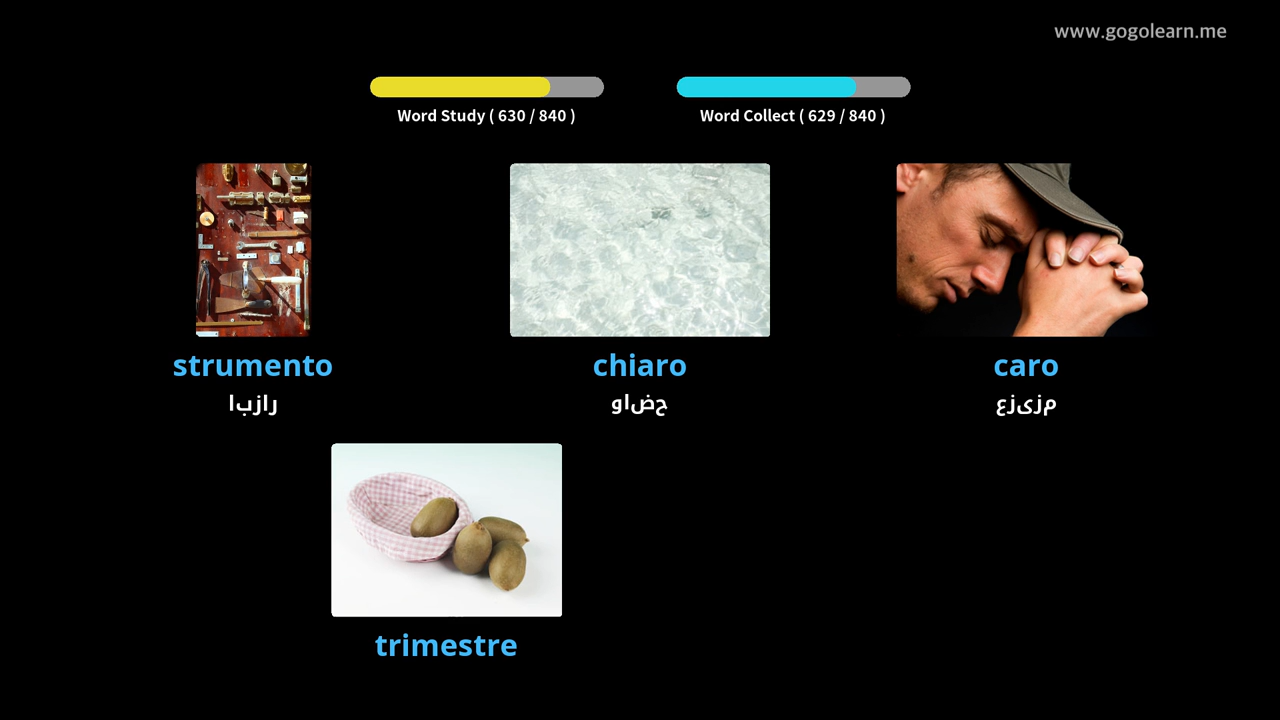 www.gogolearn.me
Word Study ( 630 / 840 )
Word Collect ( 629 / 840 )
strumento
chiaro
caro
رازبا
حضاو
مزیزع
trimestre